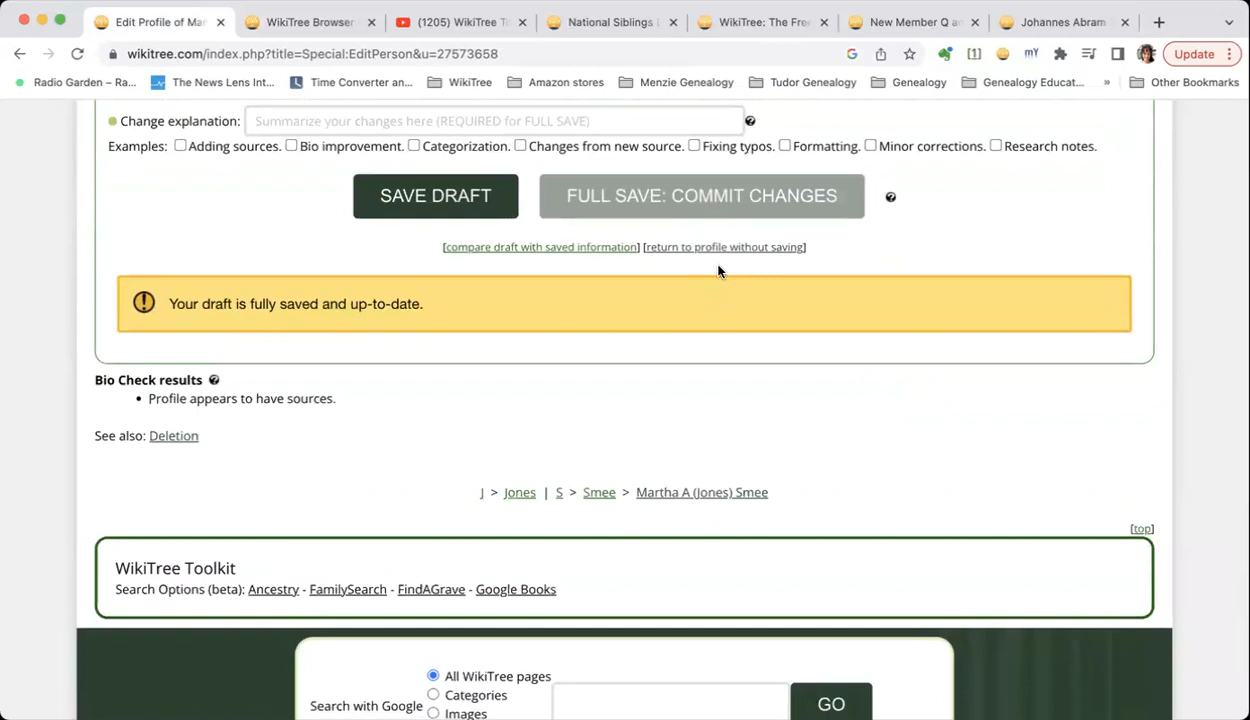 Edit Profile of Mar
WikiTree Browser
(1205) WikiTree T
National Siblings
WikiTree: The Free
New Member Q a
Johannes Abram
wikitree.com/index.php?title=Special:EditPerson&u=27573658
Update
Radio Garden – Ra...
The News Lens Int...
Time Converter an...
WikiTree
Amazon stores
Menzie Genealogy
Tudor Genealogy
Genealogy
Genealogy Educat...
»
Other Bookmarks
Change explanation: Summarize your changes here (REQUIRED for FULL SAVE)
Examples: Adding sources. Bio improvement. Categorization. Changes from new source. Fixing typos. Formatting. Minor corrections. Research notes.
SAVE DRAFT
FULL SAVE: COMMIT CHANGES
[compare draft with saved information] [return to profile without saving]
Your draft is fully saved and up-to-date.
Bio Check results
• Profile appears to have sources.
See also: Deletion
J > Jones | S > Smee > Martha A (Jones) Smee
[top]
WikiTree Toolkit
Search Options (beta): Ancestry - FamilySearch - FindAGrave - Google Books
All WikiTree pages
Categories
Search with Google
Images
GO